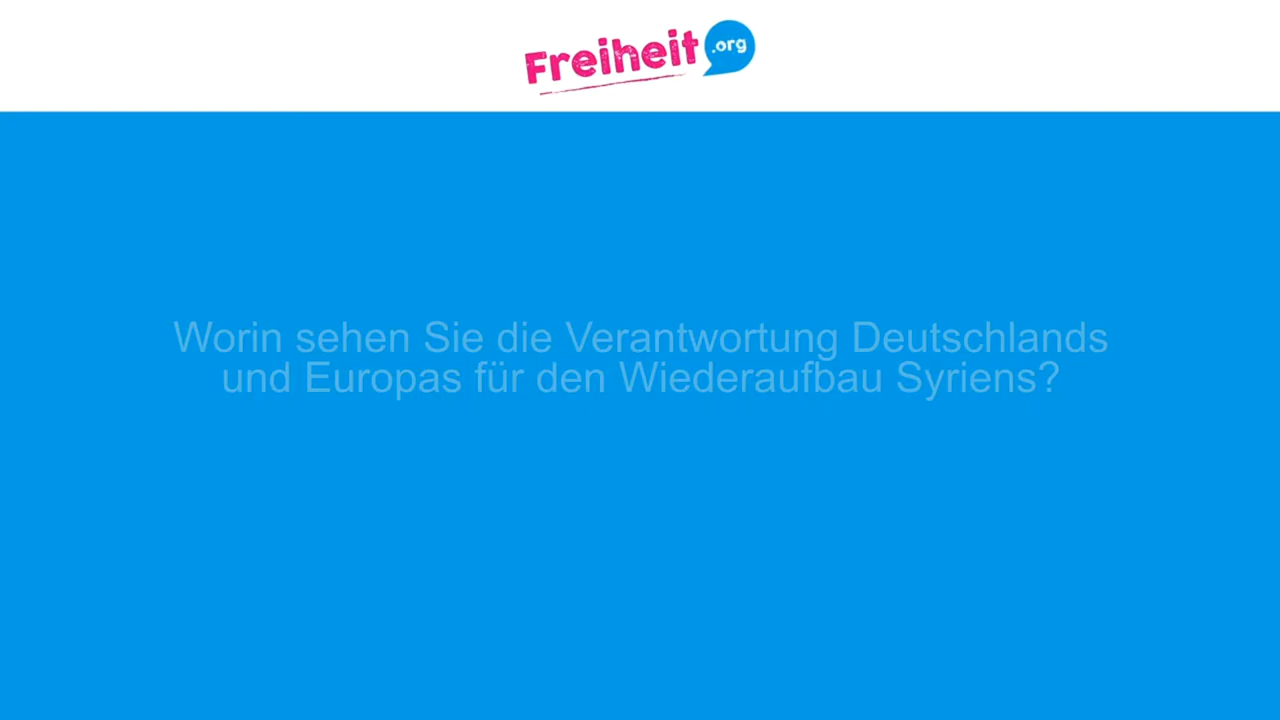 Freiheit.org
Worin sehen Sie die Verantwortung Deutschlands
und Europas für den Wiederaufbau Syriens?